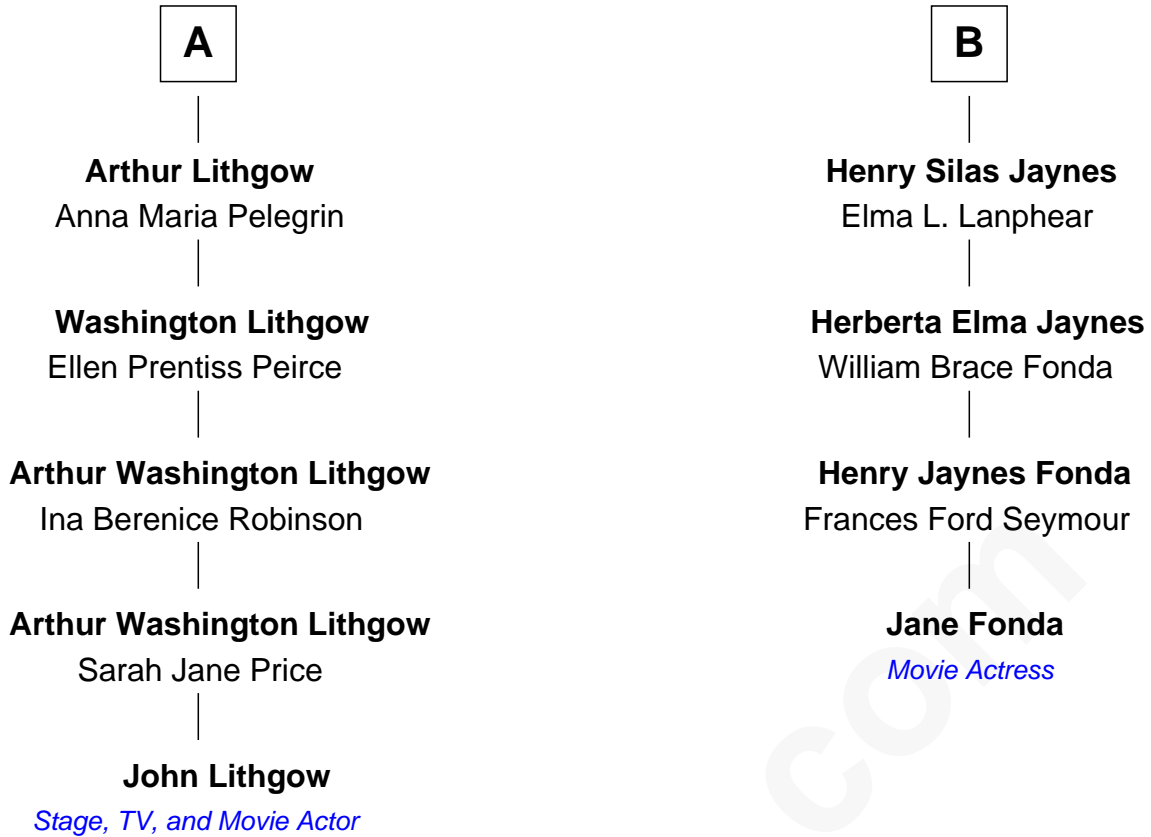 A
Arthur Lithgow
Anna Maria Pelegrin
Washington Lithgow
Ellen Prentiss Peirce
Arthur Washington Lithgow
Ina Berenice Robinson
Arthur Washington Lithgow
Sarah Jane Price
John Lithgow
Stage, TV, and Movie Actor
B
Henry Silas Jaynes
Elma L. Lanphear
Herberta Elma Jaynes
William Brace Fonda
Henry Jaynes Fonda
Frances Ford Seymour
Jane Fonda
Movie Actress
com